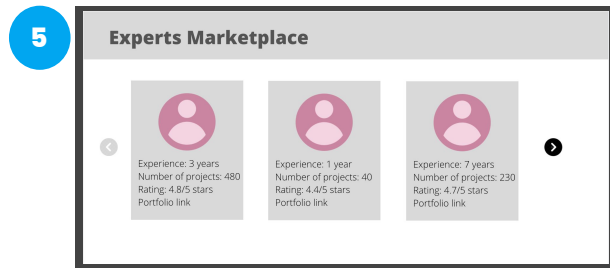 5
Experts Marketplace
Experience: 3 years
Number of projects: 480
Rating: 4.8/5 stars
Portfolio link
Experience: 1 year
Number of projects: 40
Rating: 4.4/5 stars
Portfolio link
Experience: 7 years
Number of projects: 230
Rating: 4.7/5 stars
Portfolio link